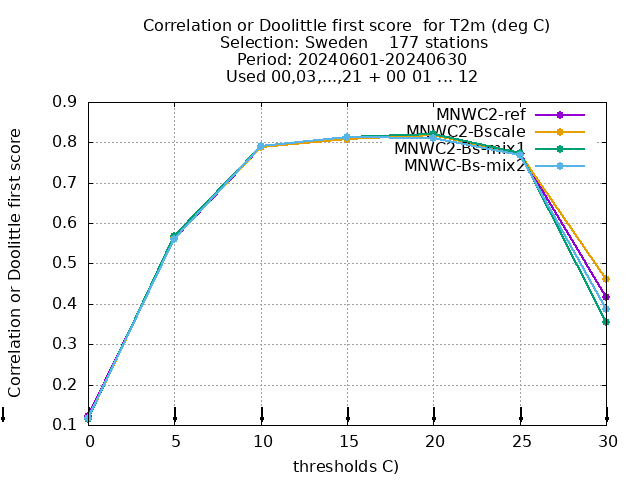 Correlation or Doolittle first score  for T2m (deg C)
Selection: Sweden    177 stations
Period: 20240601-20240630
Used 00,03,...,21 + 00 01 ... 12
MNWC2-ref
MNWC2-Bscale
MNWC2-Bs-mix1
MNWC-Bs-mix2
Correlation or Doolittle first score
0.9
0.8
0.7
0.6
0.5
0.4
0.3
0.2
0.1
0 5 10 15 20 25 30
thresholds C)